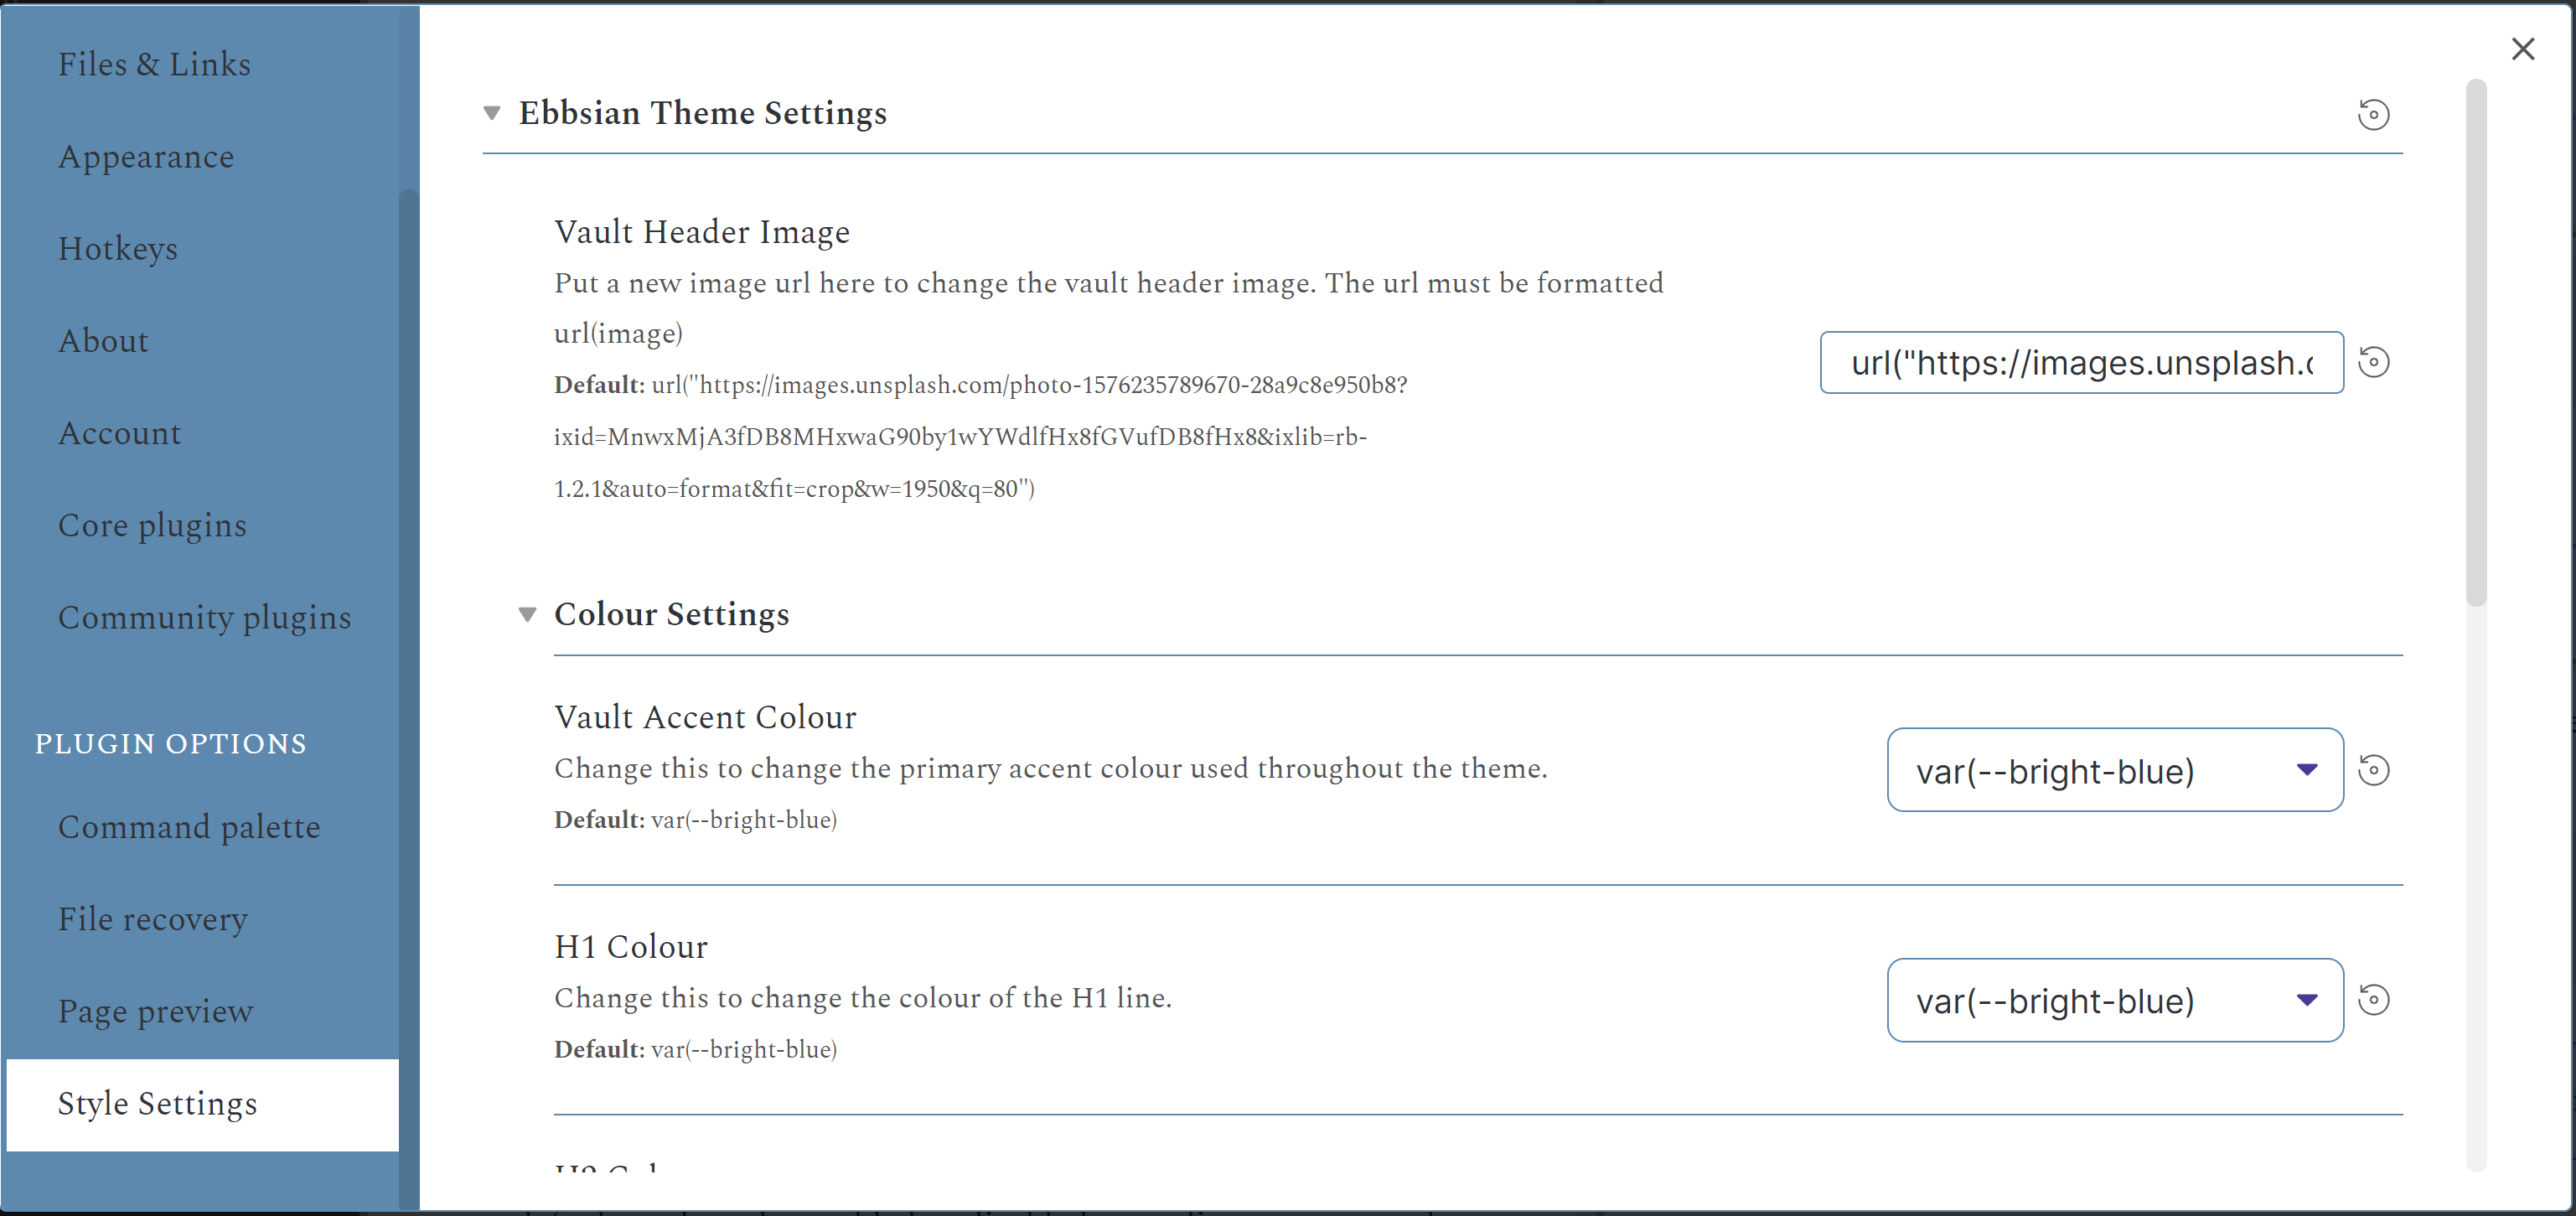 Files & Links
Appearance
Hotkeys
About
Account
Core plugins
Community plugins
PLUGIN OPTIONS
Command palette
File recovery
Page preview
Style Settings
Ebbsian Theme Settings
Vault Header Image
Put a new image url here to change the vault header image. The url must be formatted
url(image)
Default: url("https://images.unsplash.com/photo-1576235789670-28a9c8e950b8?
ixid=MnwxMjA3fDB8MHxwaG90by1wYWdlfHx8fGVufDB8fHx8&ixlib=rb-
1.2.1&auto=format&fit=crop&w=1950&q=80")
url("https://images.unsplash.c
Colour Settings
Vault Accent Colour
Change this to change the primary accent colour used throughout the theme.
Default: var(--bright-blue)
var(--bright-blue)
H1 Colour
Change this to change the colour of the H1 line.
Default: var(--bright-blue)
var(--bright-blue)